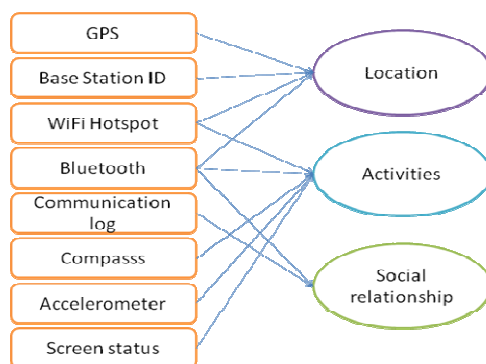 GPS
Base Station ID
WiFi Hotspot
Bluetooth
Communication
log
Compasss
Accelerometer
Screen status
Location
Activities
Social
relationship